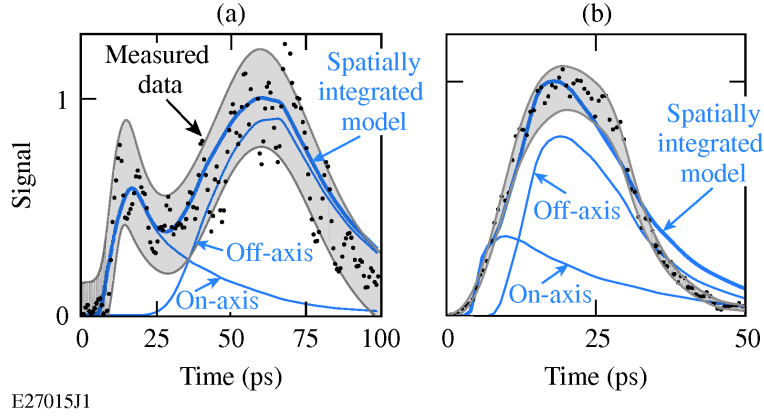 (a)
(b)
Measured
data
Spatially
integrated
model
Spatially
integrated
model
Off-axis
On-axis
Off-axis
On-axis
Signal
1
0
0
25
50
75
100
0
25
50
Time (ps)
Time (ps)
E27015J1